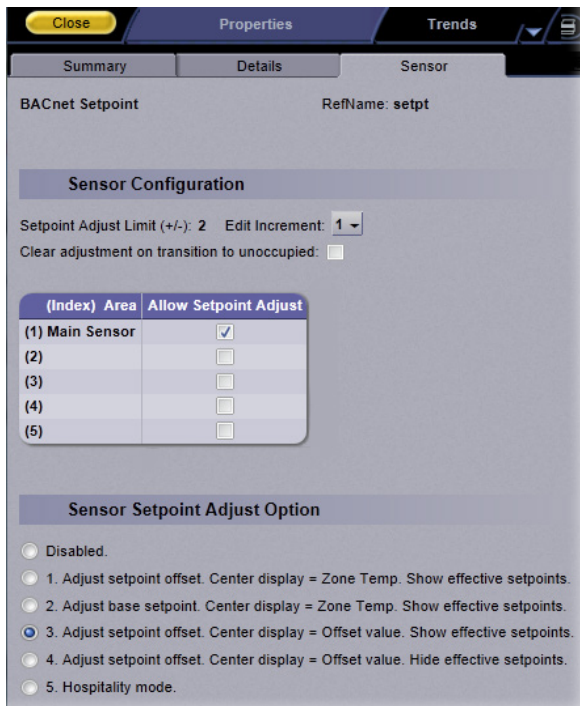 Close Properties Trends
Summary Details Sensor
BACnet Setpoint RefName: setpt
Sensor Configuration
Setpoint Adjust Limit (+/-): 2 Edit Increment: 1
Clear adjustment on transition to unoccupied:
(Index) Area Allow Setpoint Adjust
(1) Main Sensor
(2)
(3)
(4)
(5)
Sensor Setpoint Adjust Option
Disabled.
1. Adjust setpoint offset. Center display = Zone Temp. Show effective setpoints.
2. Adjust base setpoint. Center display = Zone Temp. Show effective setpoints.
3. Adjust setpoint offset. Center display = Offset value. Show effective setpoints.
4. Adjust setpoint offset. Center display = Offset value. Hide effective setpoints.
5. Hospitality mode.